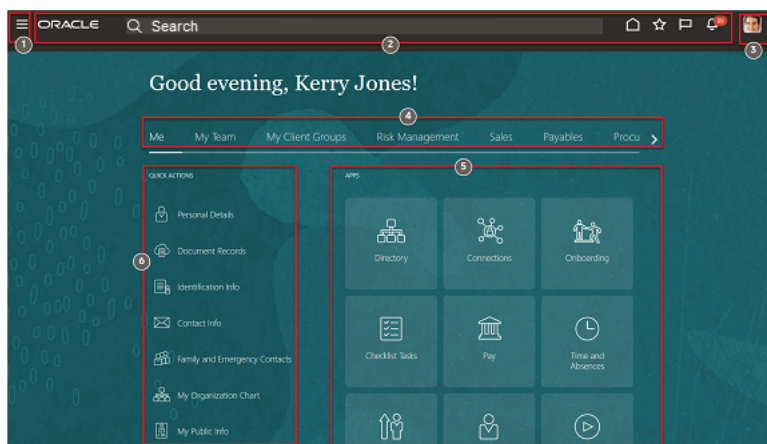 ORACLE Search 89
1 2 3
Good evening, Kerry Jones!
4
Me My Team My Client Groups Risk Management Sales Payables Procu
5
QUICK ACTIONS
Personal Details
Document Records
6
Identification Info
Contact Info
Family and Emergency Contacts
My Organization Chart
My Public Info
APPS
Directory Connections Onboarding
Checklist Tasks Pay Time and
Absences